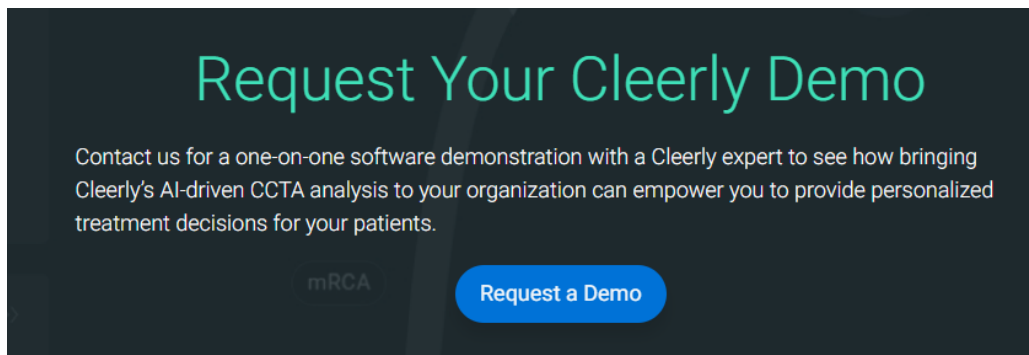 Request Your Cleerly Demo
Contact us for a one-on-one software demonstration with a Cleerly expert to see how bringing
Cleerly's AI-driven CCTA analysis to your organization can empower you to provide personalized
treatment decisions for your patients.
mRCA
Request a Demo